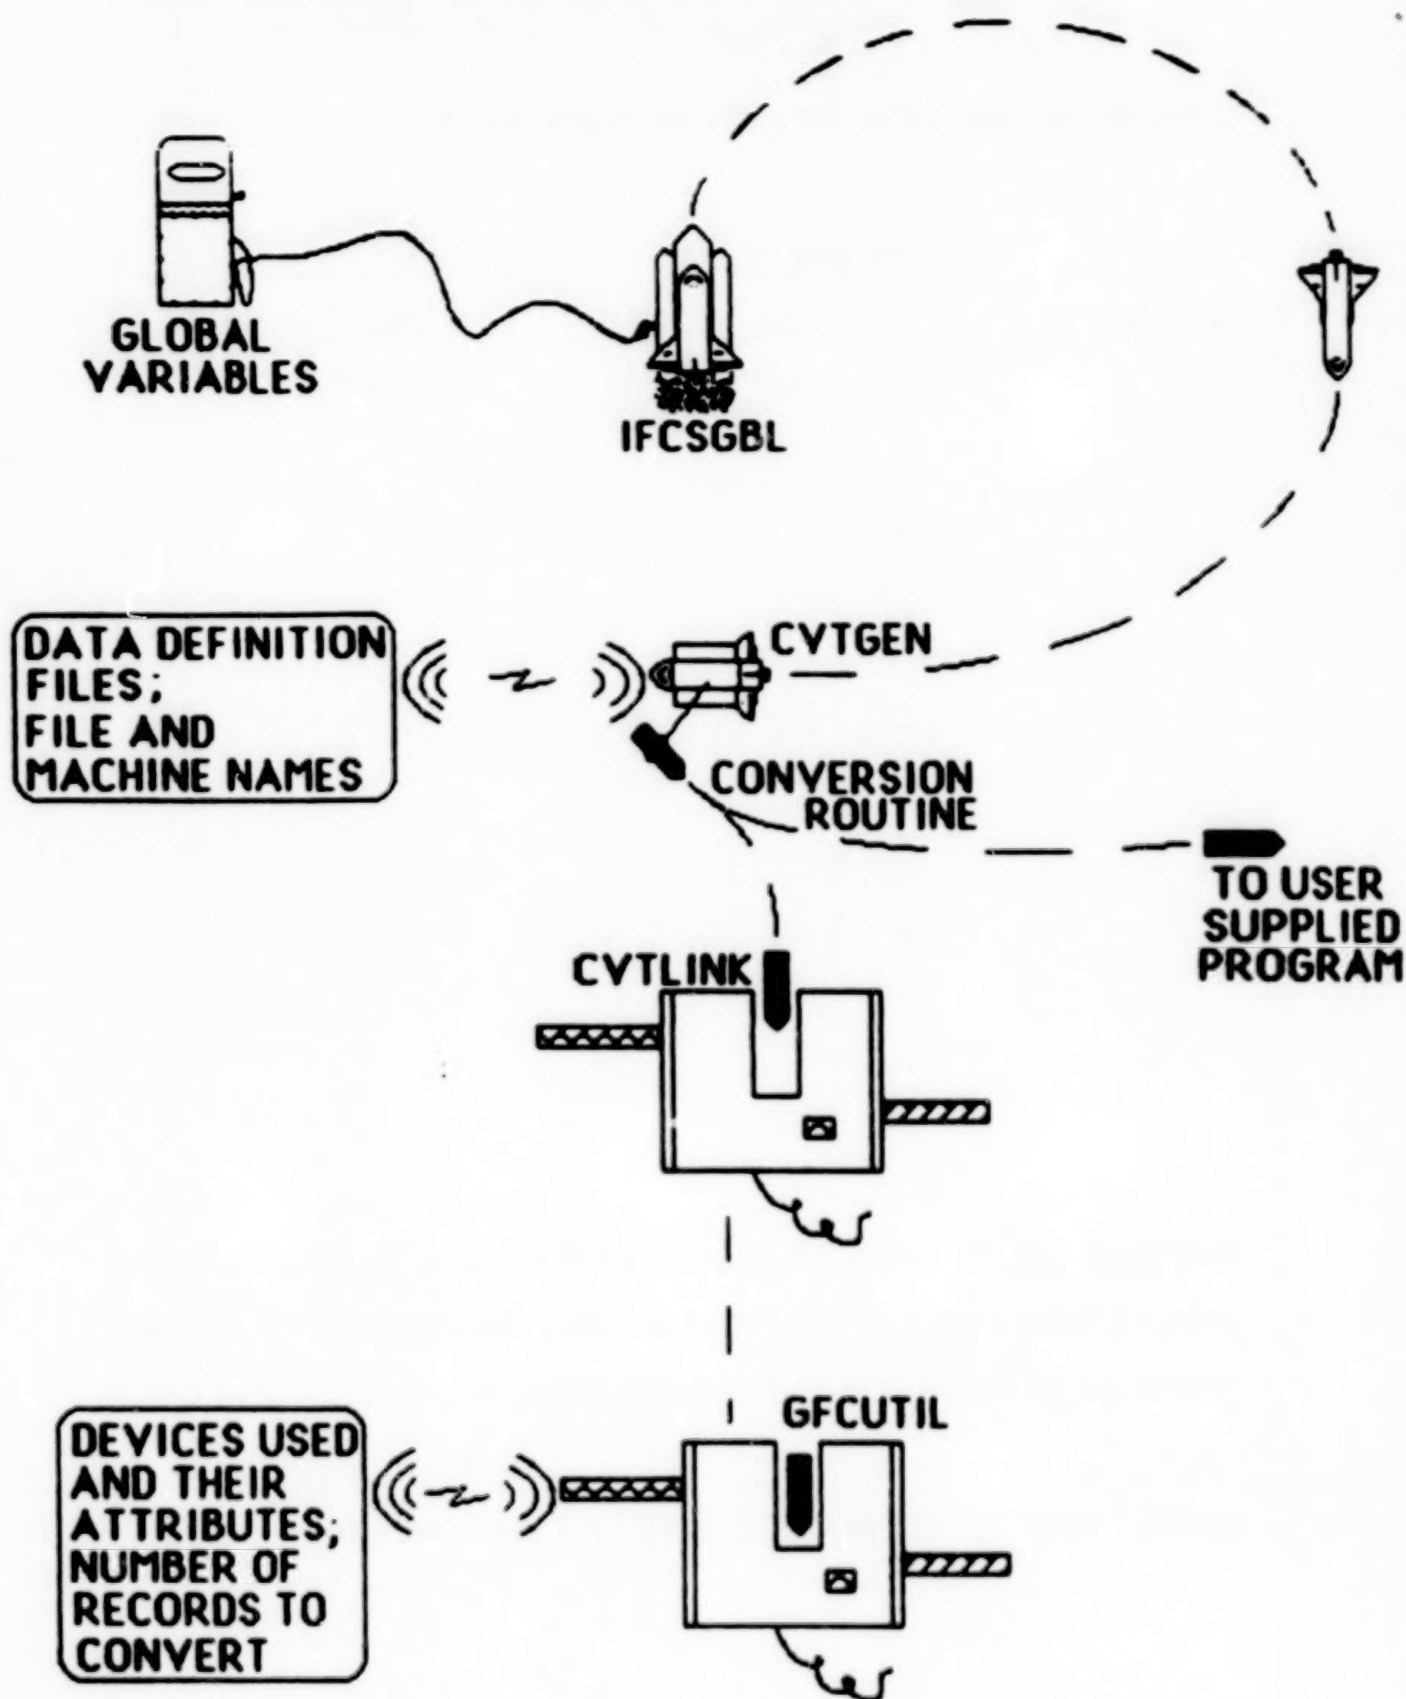 GLOBAL
VARIABLES
IFCSGBL
DATA DEFINITION
FILES;
FILE AND
MACHINE NAMES
CVTGEN
CONVERSION
ROUTINE
TO USER
SUPPLIED
PROGRAM
CVTLINK
GFCUTIL
DEVICES USED
AND THEIR
ATTRIBUTES;
NUMBER OF
RECORDS TO
CONVERT